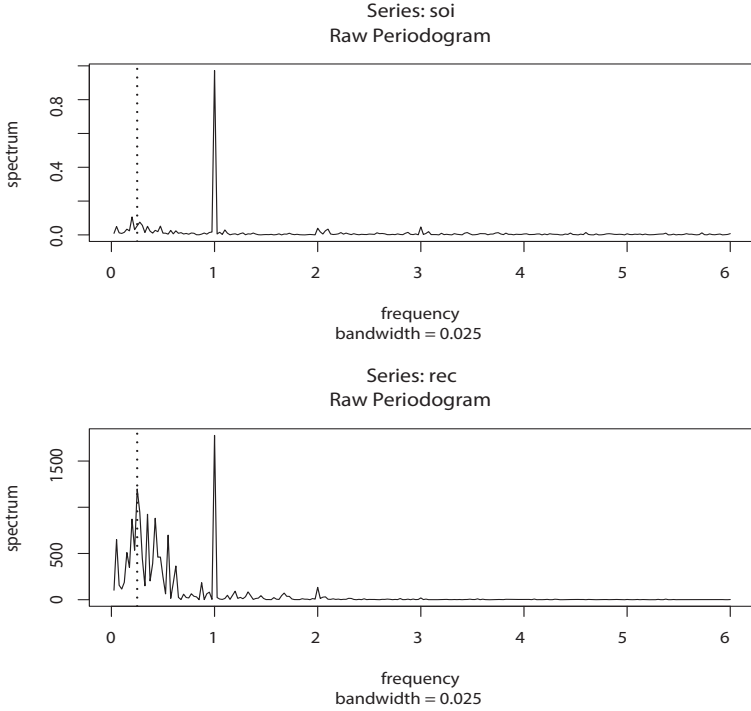 Series: soi
Raw Periodogram
spectrum
0.8
0.4
0.0
0 1 2 3 4 5 6
frequency
bandwidth = 0.025
Series: rec
Raw Periodogram
spectrum
1500
500
0
0 1 2 3 4 5 6
frequency
bandwidth = 0.025